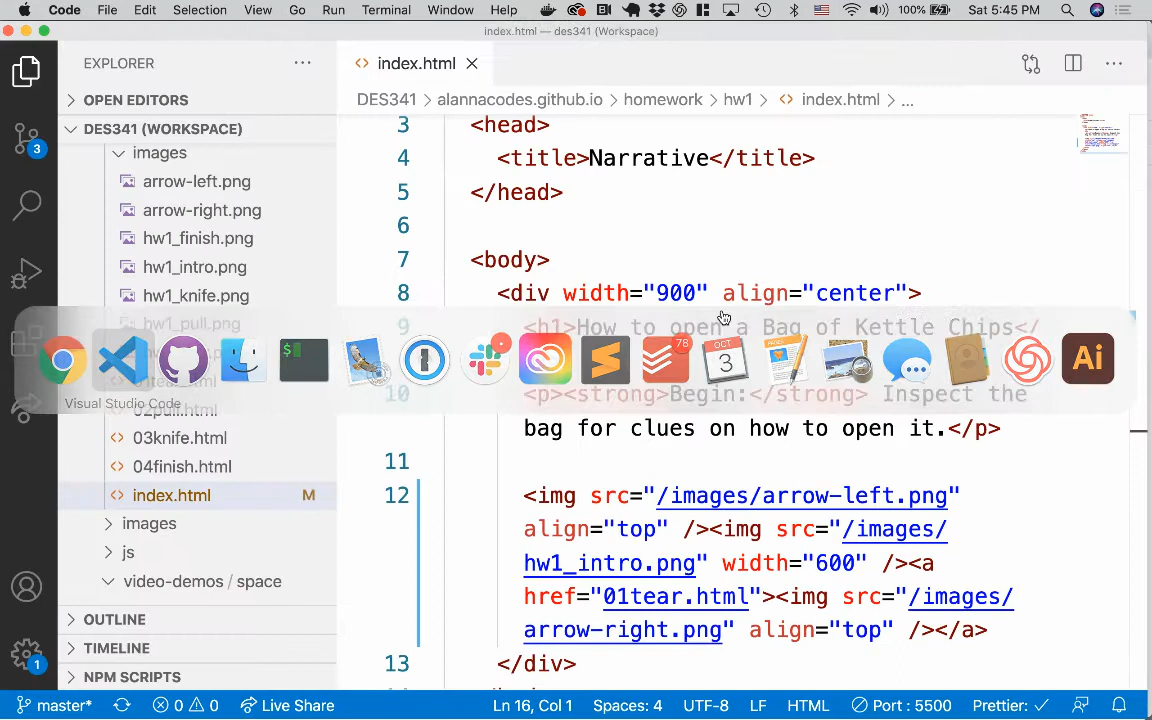 Code File Edit Selection View Go Run Terminal Window Help 100% Sat 5:45 PM
index.html — des341 (Workspace)
EXPLORER
index.html
OPEN EDITORS
DES341 > alannacodes.github.io > homework > hw1 > index.html > ...
DES341 (WORKSPACE)
images
arrow-left.png
arrow-right.png
hw1_finish.png
hw1_intro.png
hw1_knife.png
hw1_pull.png
02pull.html
03knife.html
04finish.html
index.html M
images
js
video-demos / space
OUTLINE
TIMELINE
NPM SCRIPTS
3 <head>
4 <title>Narrative</title>
5 </head>
6
7 <body>
8 <div width="900" align="center">
9 <h1>How to open a Bag of Kettle Chips</
10 <p><strong>Begin:</strong> Inspect the
bag for clues on how to open it.</p>
11
12 <img src="/images/arrow-left.png"
align="top" /><img src="/images/
hw1_intro.png" width="600" /><a
href="01tear.html"><img src="/images/
arrow-right.png" align="top" /></a>
13 </div>
3
1
$
78
OCT
3
Ai
Visual Studio Code
master* 0 0 Live Share Ln 16, Col 1 Spaces: 4 UTF-8 LF HTML Port : 5500 Prettier: